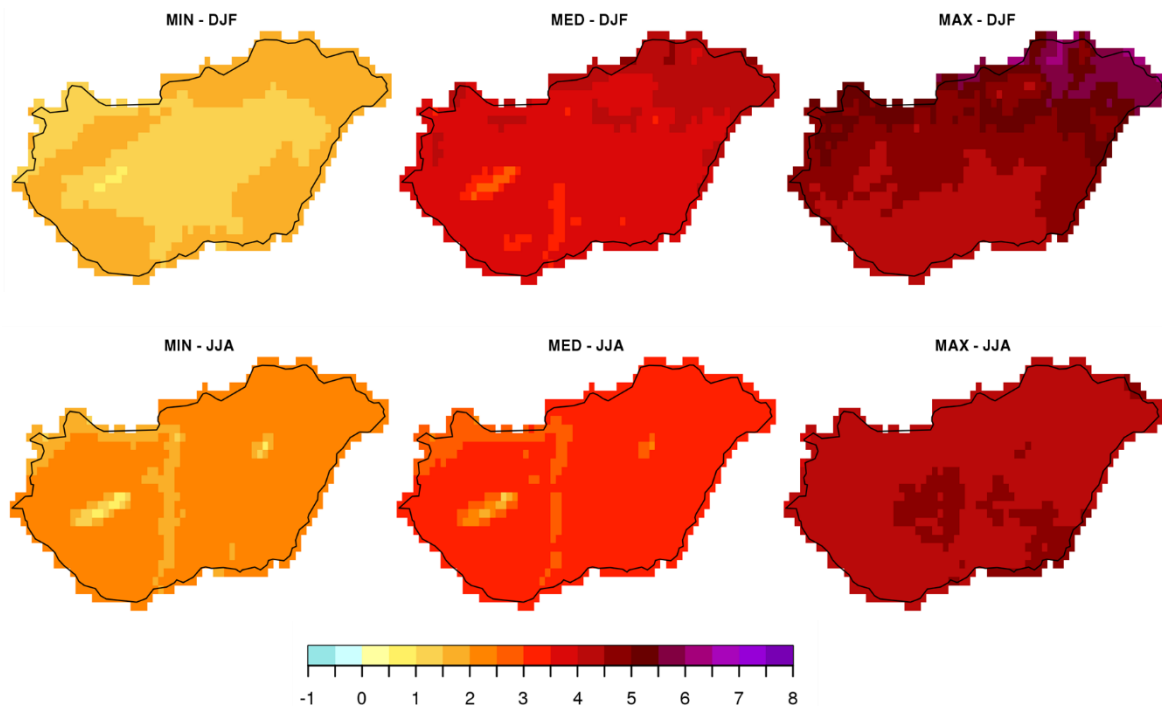 MIN - DJF MED - DJF MAX - DJF
MIN - JJA MED - JJA MAX - JJA
-1 0 1 2 3 4 5 6 7 8